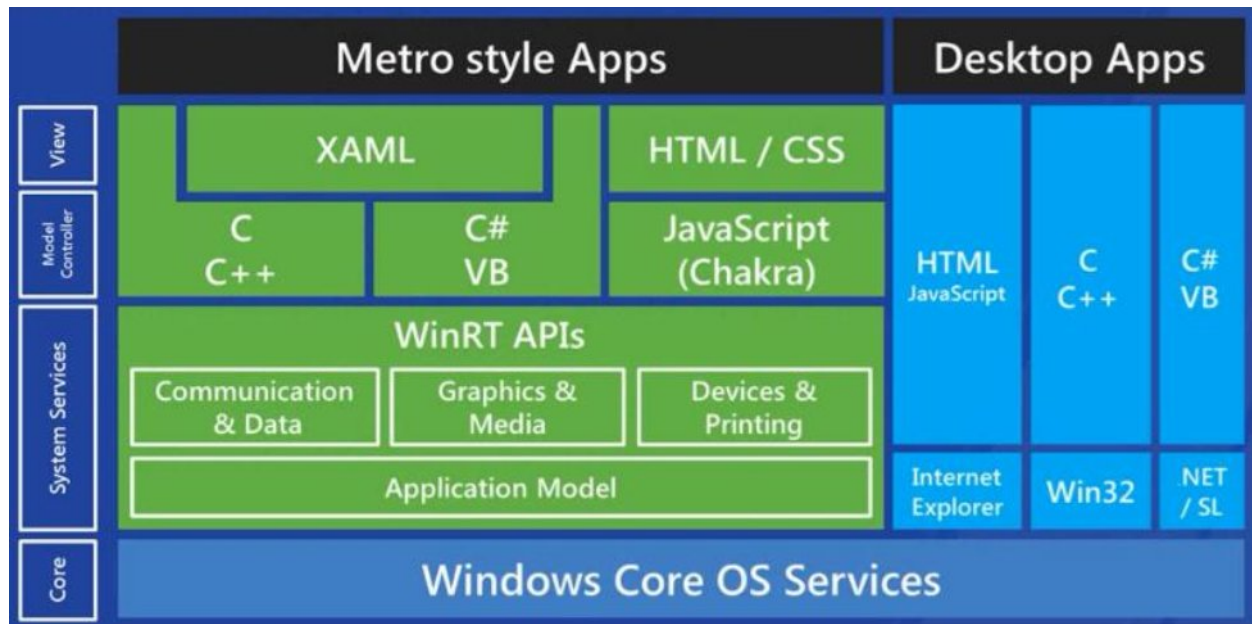 Metro style Apps
Desktop Apps
View
XAML
HTML / CSS
Model
Controller
C
C++
C#
VB
JavaScript
(Chakra)
HTML
JavaScript
C
C++
C#
VB
System Services
WinRT APIs
Communication
& Data
Graphics &
Media
Devices &
Printing
Application Model
Internet
Explorer
Win32
.NET
/ SL
Core
Windows Core OS Services